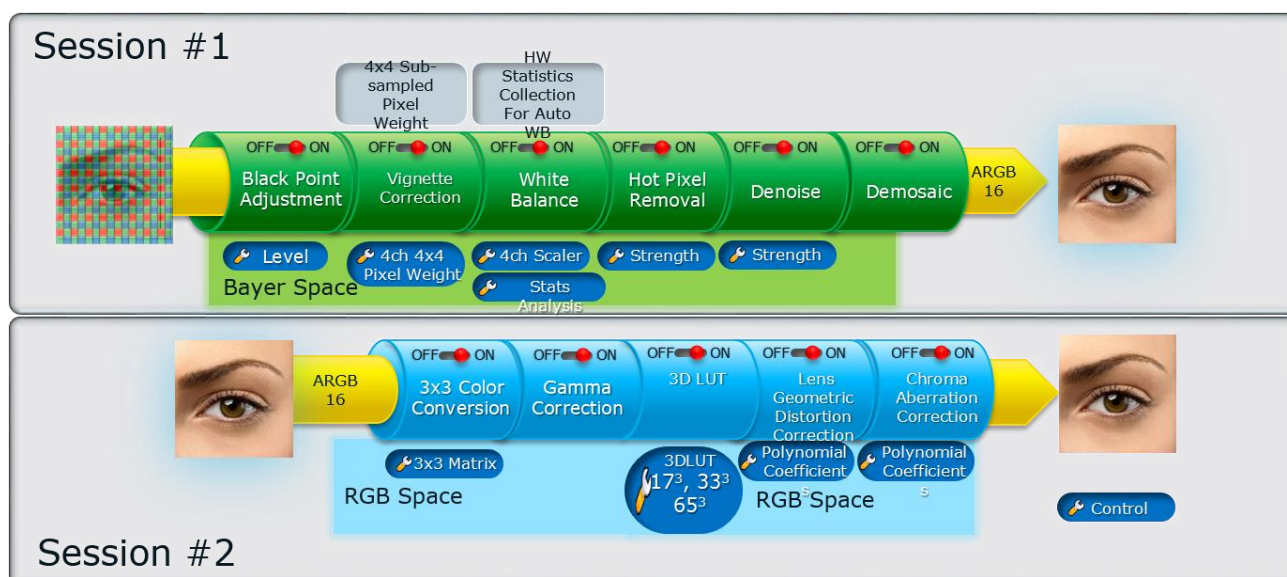 Session #1
4x4 Sub-
sampled
Pixel
Weight
HW
Statistics
Collection
For Auto
WB
OFF ON
OFF ON
OFF ON
OFF ON
OFF ON
OFF ON
Black Point
Adjustment
Vignette
Correction
White
Balance
Hot Pixel
Removal
Denoise
Demosaic
ARGB
16
Level
4ch 4x4
Pixel Weight
4ch Scaler
Stats
Analysis
Strength
Strength
Bayer Space
ARGB
16
OFF ON
OFF ON
OFF ON
OFF ON
OFF ON
3x3 Color
Conversion
Gamma
Correction
3D LUT
Lens
Geometric
Distortion
Correction
Chroma
Aberration
Correction
3x3 Matrix
3DLUT
17³, 33³
65³
Polynomial
Coefficient
s
Polynomial
Coefficient
s
RGB Space
RGB Space
Control
Session #2